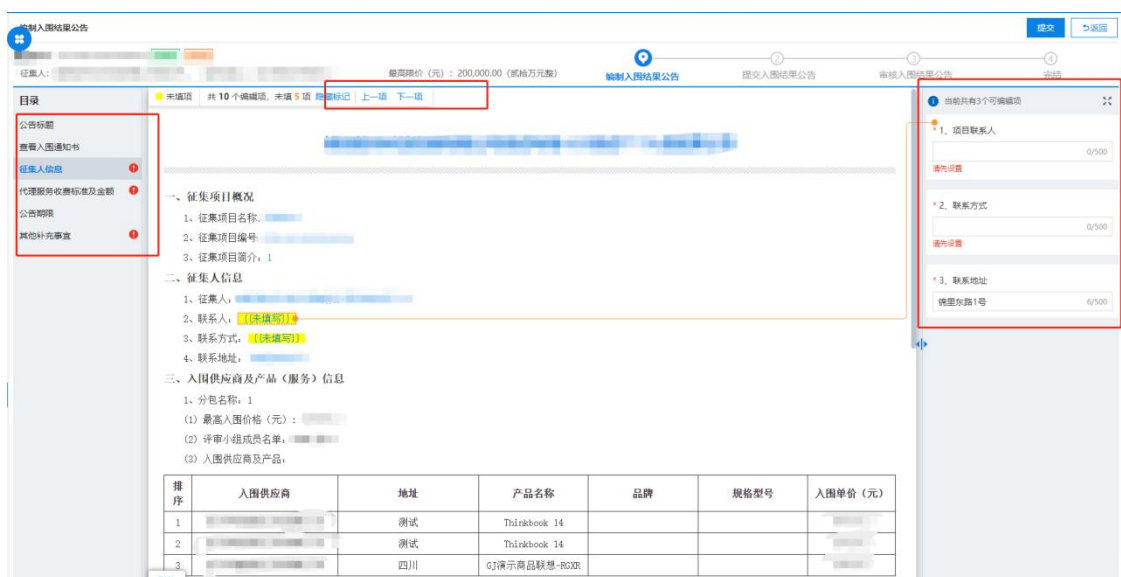 编制入围结果公告
提交 返回
征集人:
最高限价（元）: 200,000.00（贰拾万元整）
编制入围结果公告
2 提交入围结果公告
3 审核入围结果公告
4 完结
目录
公告标题
查看入围通知书
征集人信息
代理服务收费标准及金额
公告期限
其他补充事宜
未填项 共 10 个编辑项, 未填 5 项 隐藏标记 上一项 下一项
一、征集项目概况
1、征集项目名称:
2、征集项目编号:
3、征集项目简介: 1
二、征集人信息
1、征集人:
2、联系人: [(未填写)]
3、联系方式: [(未填写)]
4、联系地址:
三、入围供应商及产品（服务）信息
1、分包名称: 1
(1) 最高入围价格（元）:
(2) 评审小组成员名单:
(3) 入围供应商及产品:
排序 入围供应商 地址 产品名称 品牌 规格型号 入围单价（元）
1 测试 Thinkbook 14
2 测试 Thinkbook 14
3 四川 GJ演示商品联想-RGXR
当前共有3个可编辑项
* 1、项目联系人
0/500
请先设置
* 2、联系方式
0/500
请先设置
* 3、联系地址
锦里东路1号 6/500